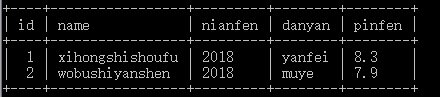 id | name | nianfen | danyan | pinfen
1 | xihongshishoufu | 2018 | yanfei | 8.3
2 | wobushiyanshen | 2018 | muye | 7.9